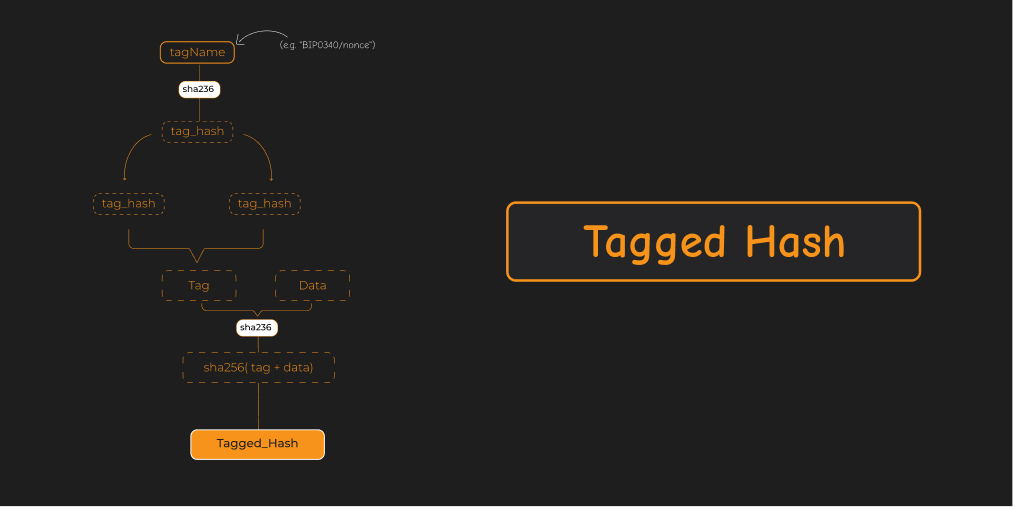 tagName
(e.g. "BIP0340/nonce")
sha236
tag_hash
tag_hash
tag_hash
Tag
Data
sha236
sha256( tag + data)
Tagged_Hash
Tagged Hash